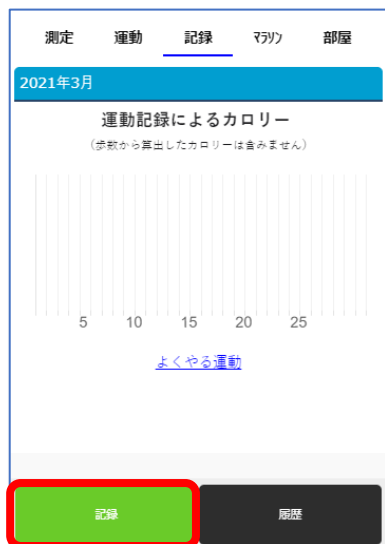 測定 運動 記録 ﾏﾗｿﾝ 部屋
2021年3月
運動記録によるカロリー
(歩数から算出したカロリーは含みません)
5 10 15 20 25
よくやる運動
記録 履歴